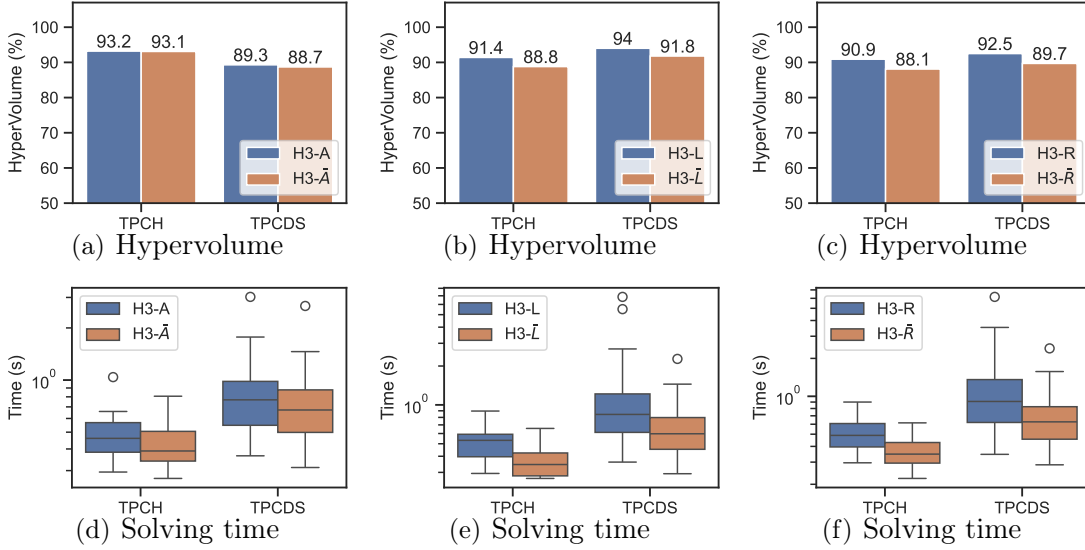 HyperVolume (%)
100
90
80
70
60
50
93.2
93.1
89.3
88.7
H3-A
H3-Ā
TPCH
TPCDS
(a) Hypervolume
HyperVolume (%)
100
90
80
70
60
50
91.4
88.8
94
91.8
H3-L
H3-L̄
TPCH
TPCDS
(b) Hypervolume
HyperVolume (%)
100
90
80
70
60
50
90.9
88.1
92.5
89.7
H3-R
H3-R̄
TPCH
TPCDS
(c) Hypervolume
Time (s)
10⁰
H3-A
H3-Ā
TPCH
TPCDS
(d) Solving time
Time (s)
10⁰
H3-L
H3-L̄
TPCH
TPCDS
(e) Solving time
Time (s)
10⁰
H3-R
H3-R̄
TPCH
TPCDS
(f) Solving time